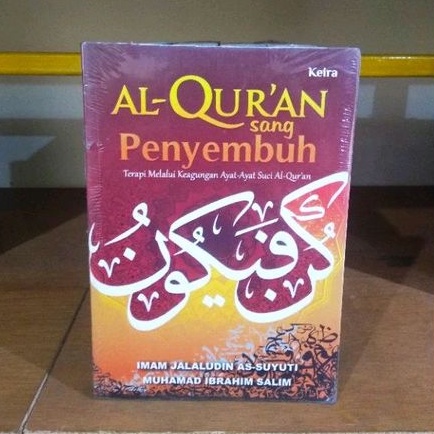 Keira
AL-QUR'AN
sang
Penyembuh
Terapi Melalui Keagungan Ayat-Ayat Suci Al-Qur'an
كن فيكون
IMAM JALALUDIN AS-SUYUTI
MUHAMAD IBRAHIM SALIM